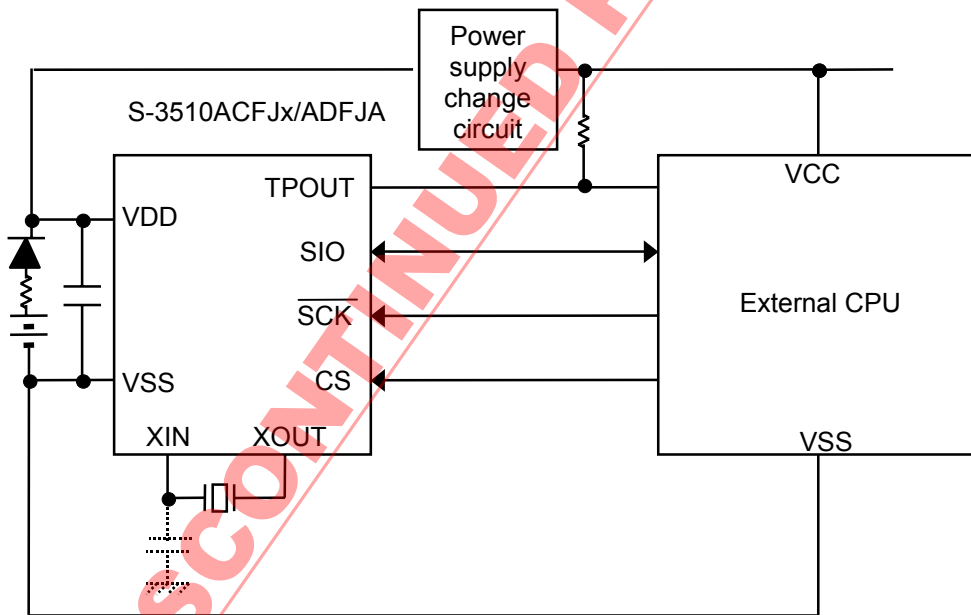 Power
supply
change
circuit
S-3510ACFJx/ADFJA
TPOUT
VCC
VDD
SIO
SCK
External CPU
VSS
CS
XIN
XOUT
VSS
SCONTINUED